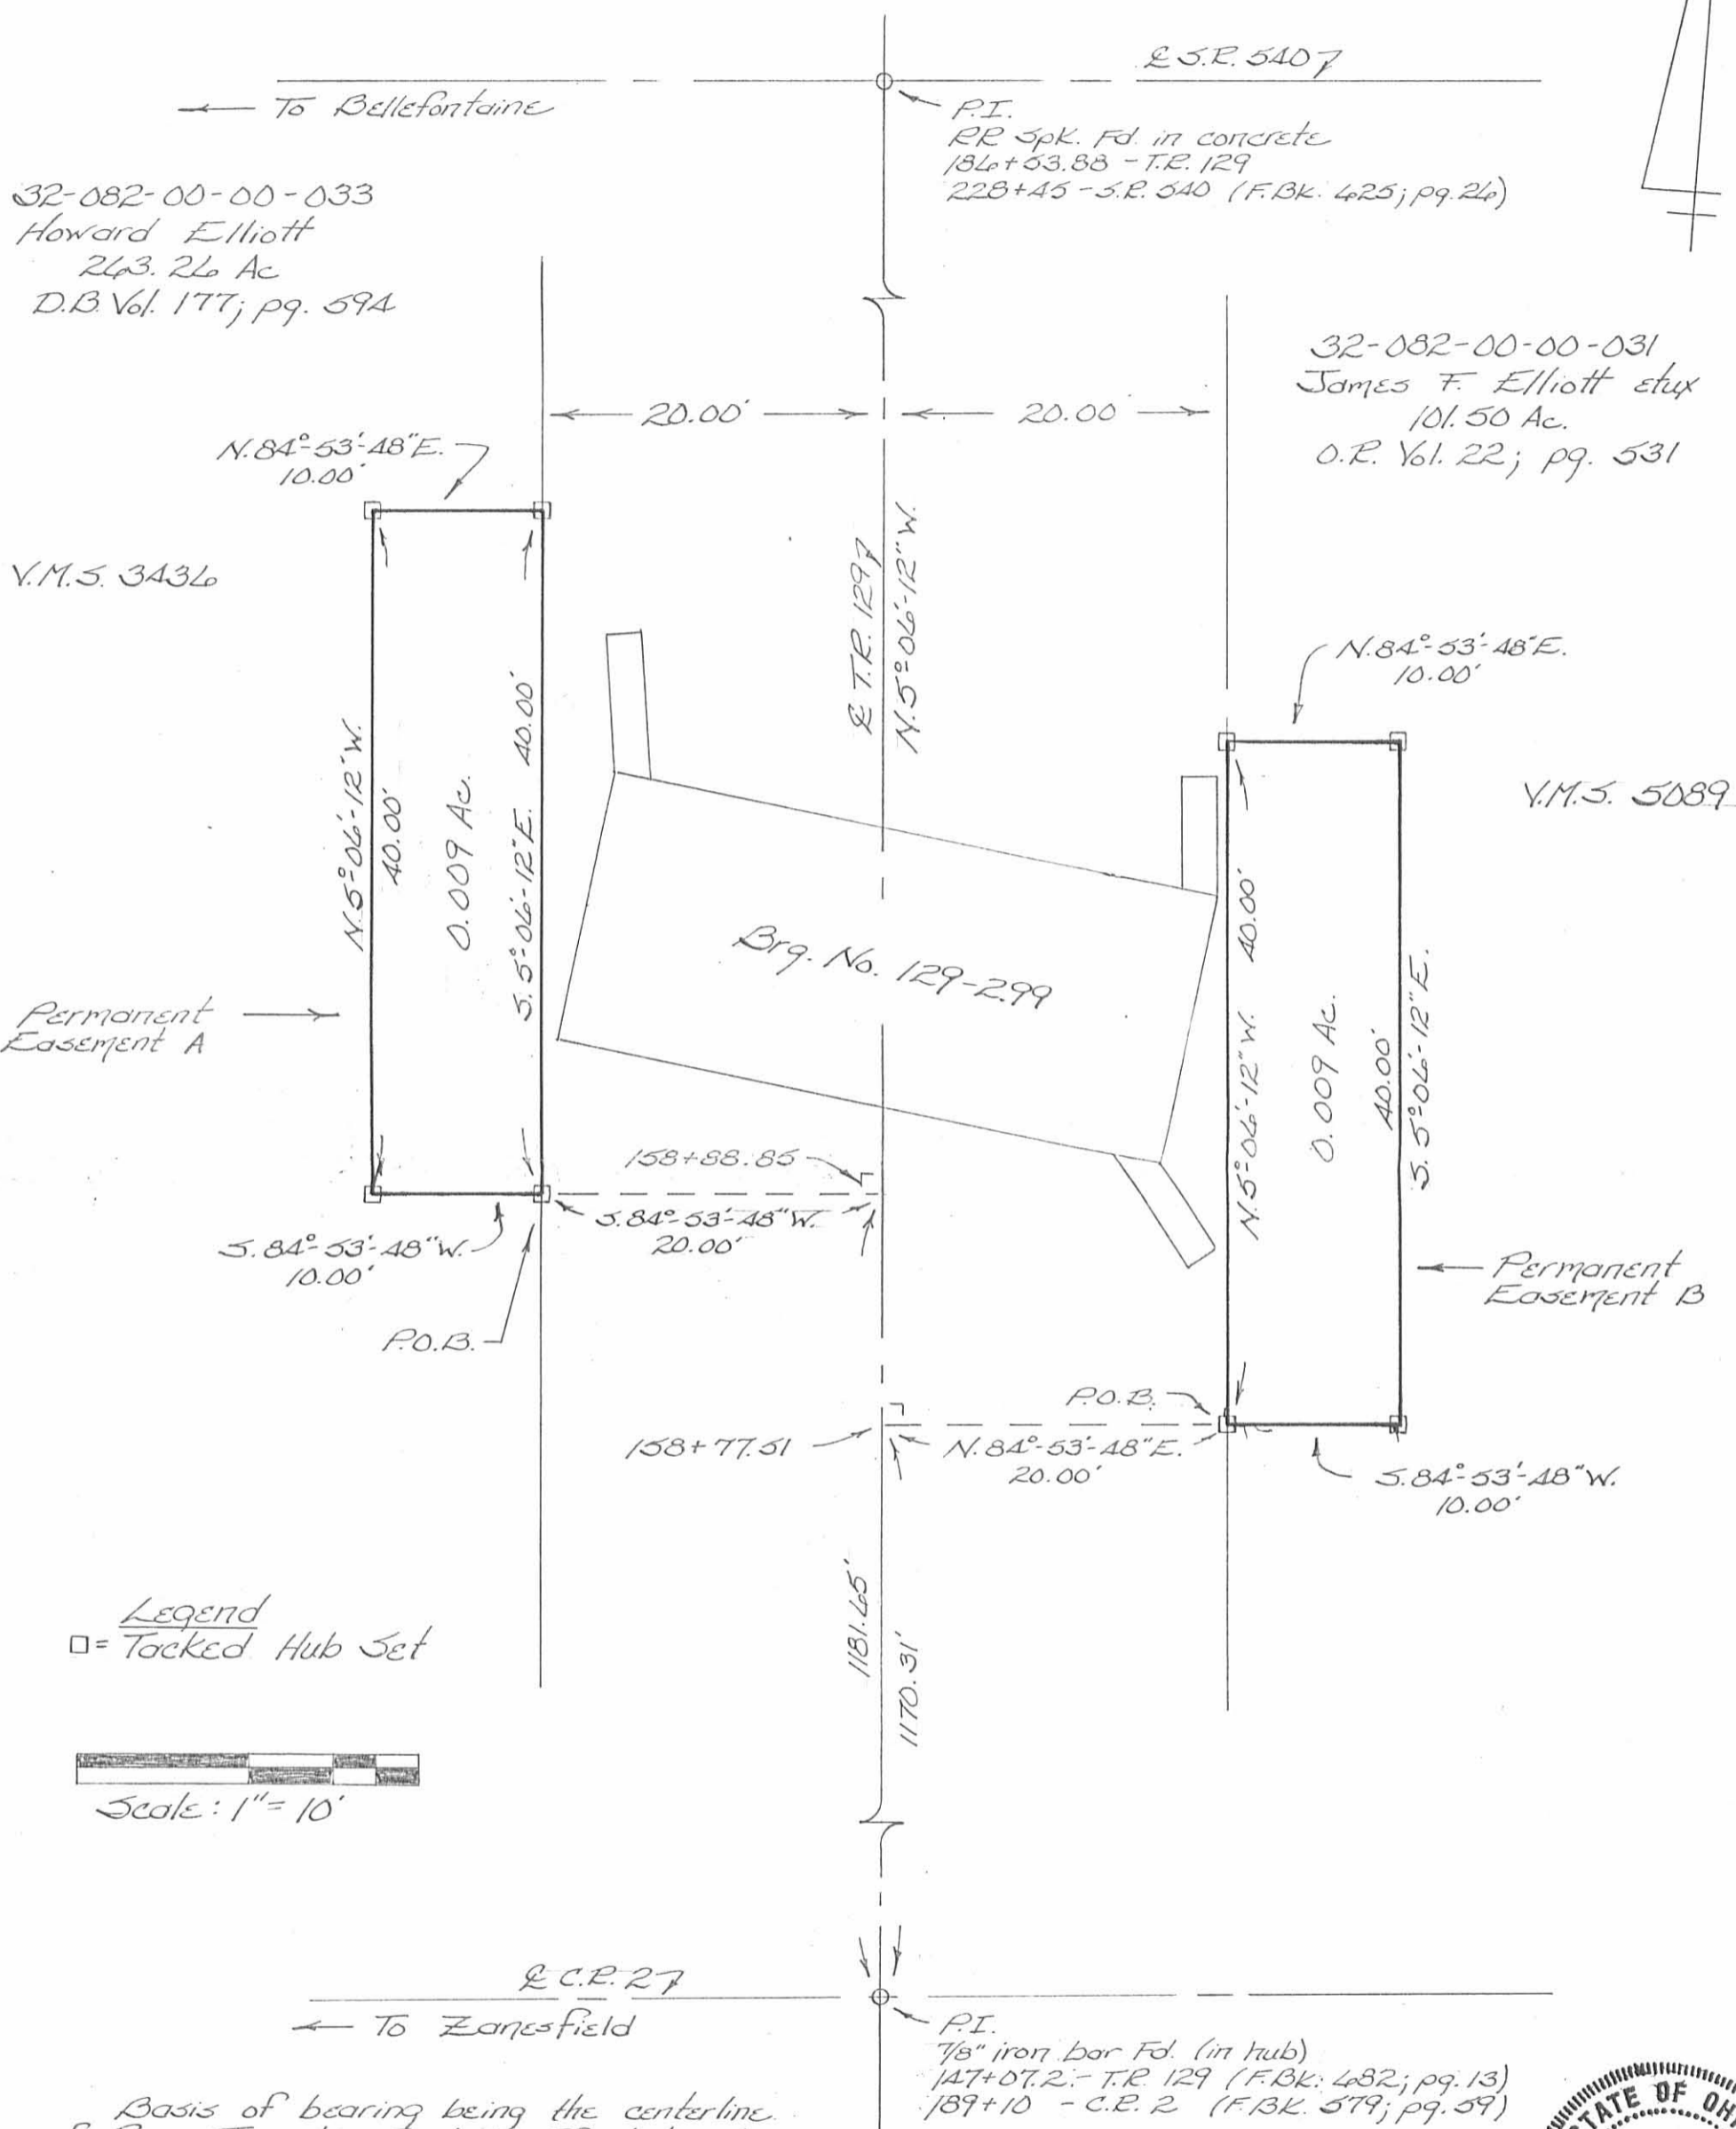 ℄ S.R. 540
← To Bellefontaine
P.I.
RR Spk. Fd. in concrete
186+53.88 - T.R. 129
228+45 - S.R. 540 (F.Bk. 625; pg. 26)
32-082-00-00-033
Howard Elliott
263.26 Ac
D.B. Vol. 177; pg. 594
32-082-00-00-031
James F. Elliott etux
101.50 Ac.
O.R. Vol. 22; pg. 531
20.00'
20.00'
N.84°-53'-48"E.
10.00'
V.M.S. 3436
℄ T.R. 129
N.5°-06'-12"W.
N.84°-53'-48"E.
10.00'
V.M.S. 5089
N.5°-06'-12"W.
40.00'
0.009 Ac.
S.5°-06'-12"E. 40.00'
Brg. No. 129-2.99
N.5°-06'-12"W. 40.00'
0.009 Ac.
40.00'
S.5°-06'-12"E.
Permanent
Easement A
158+88.85
S.84°-53'-48"W.
20.00'
S.84°-53'-48"W.
10.00'
P.O.B.
Permanent
Easement B
P.O.B.
158+77.51
N.84°-53'-48"E.
20.00'
S.84°-53'-48"W.
10.00'
1181.65'
1170.31'
Legend
□ = Tacked Hub Set
Scale: 1" = 10'
℄ C.R. 2
← To Zanesfield
P.I.
7/8" iron bar Fd. (in hub)
147+07.2 - T.R. 129 (F.Bk: 682; pg. 13)
189+10 - C.R. 2 (F.Bk. 579; pg. 59)
Basis of bearing being the centerline
STATE OF OH